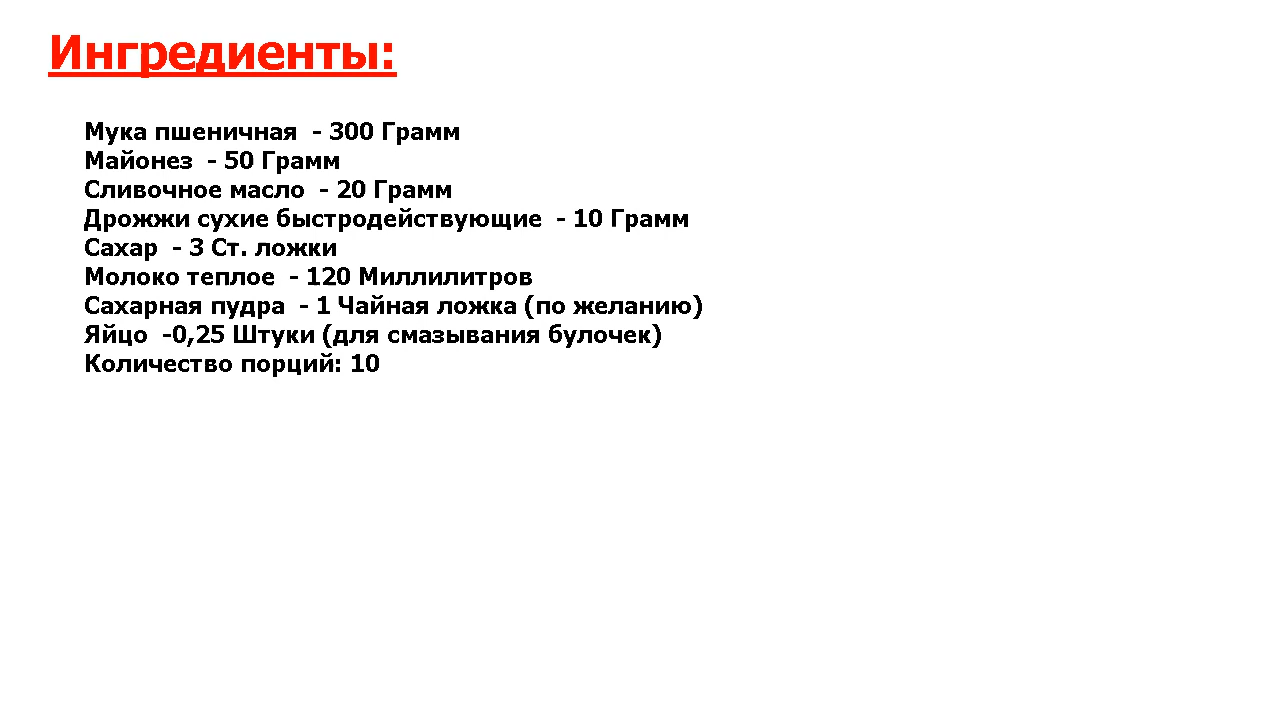 Ингредиенты:
Мука пшеничная  - 300 Грамм
Майонез  - 50 Грамм
Сливочное масло  - 20 Грамм
Дрожжи сухие быстродействующие  - 10 Грамм
Сахар  - 3 Ст. ложки
Молоко теплое  - 120 Миллилитров
Сахарная пудра  - 1 Чайная ложка (по желанию)
Яйцо  -0,25 Штуки (для смазывания булочек)
Количество порций: 10